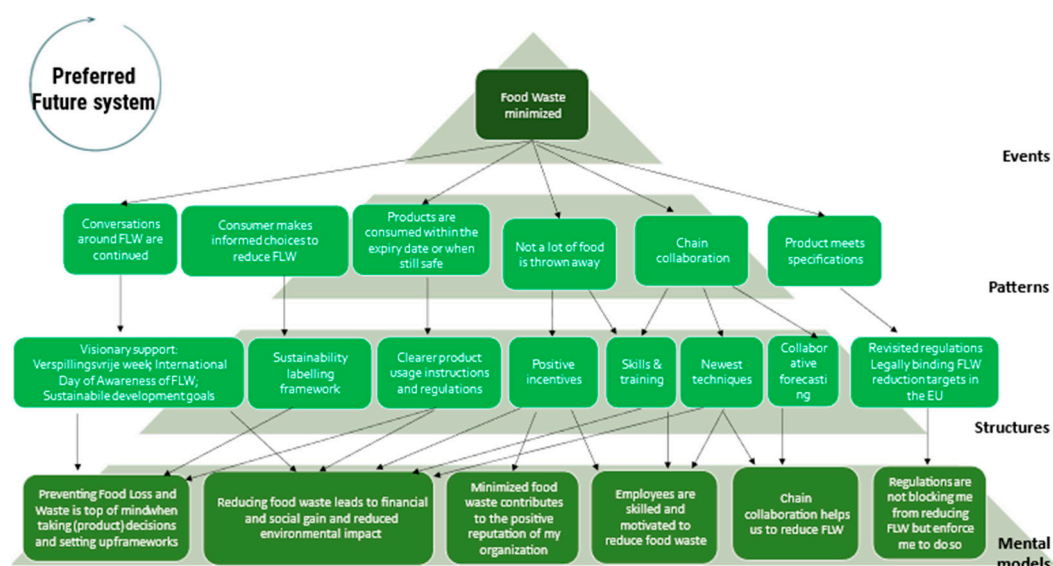 Preferred
Future system
Food Waste
minimized
Events
Conversations
around FLW are
continued
Consumer makes
informed choices to
reduce FLW
Products are
consumed within the
expiry date or when
still safe
Not a lot of food
is thrown away
Chain
collaboration
Product meets
specifications
Patterns
Visionary support:
Verspillingsvrije week; International
Day of Awareness of FLW;
Sustainabile development goals
Sustainability
labelling
framework
Clearer product
usage instructions
and regulations
Positive
incentives
Skills &
training
Newest
techniques
Collabor
ative
forecasti
ng
Revisited regulations
Legally binding FLW
reduction targets in
the EU
Structures
Preventing Food Loss and
Waste is top of mindwhen
taking (product) decisions
and setting upframeworks
Reducing food waste leads to financial
and social gain and reduced
environmental impact
Minimized food
waste contributes
to the positive
reputation of my
organization
Employees are
skilled and
motivated to
reduce food waste
Chain
collaboration helps
us to reduce FLW
Regulations are
not blocking me
from reducing
FLW but enforce
me to do so
Mental
models